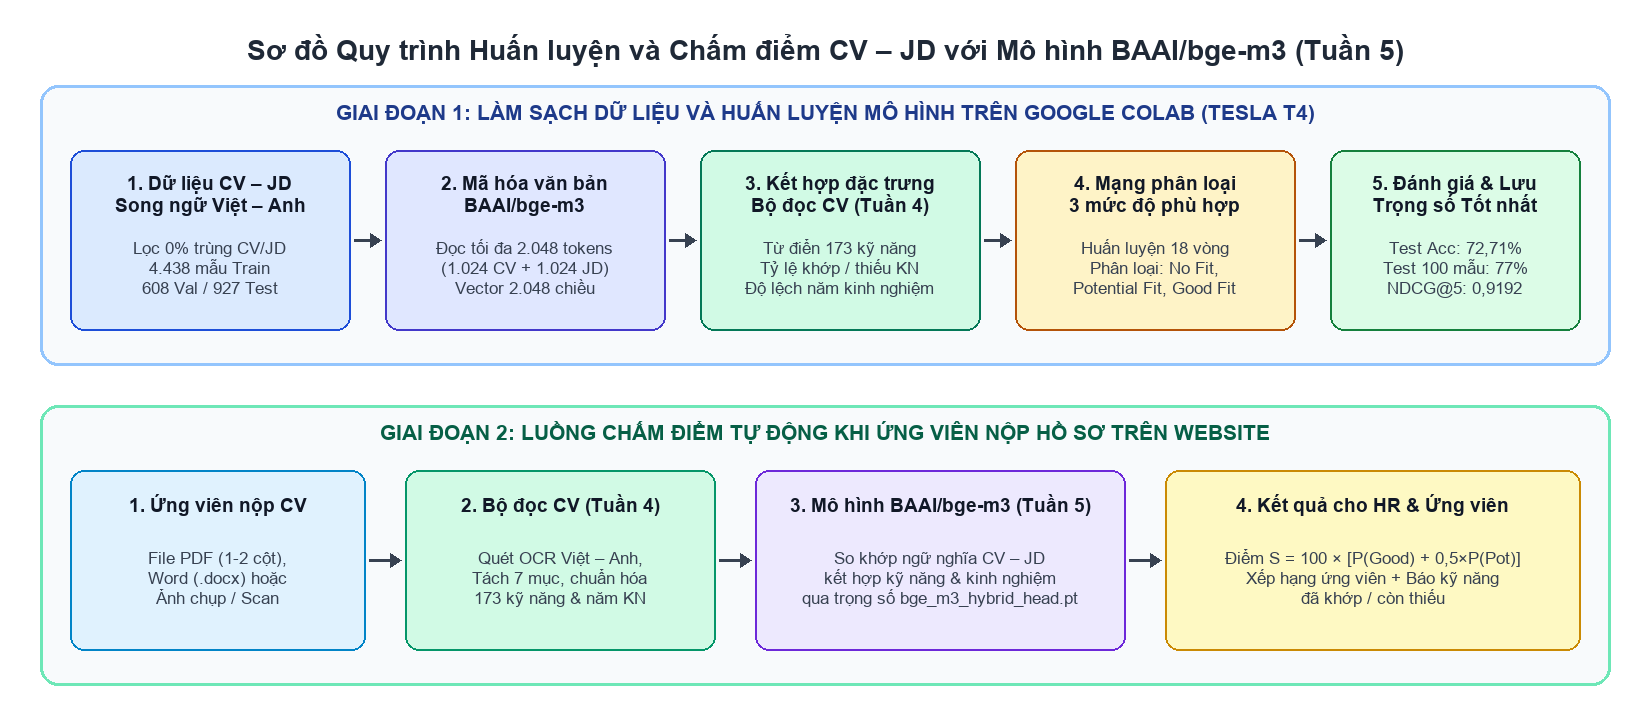 Sơ đồ Quy trình Huấn luyện và Chấm điểm CV – JD với Mô hình BAAI/bge-m3 (Tuần 5)
GIAI ĐOẠN 1: LÀM SẠCH DỮ LIỆU VÀ HUẤN LUYỆN MÔ HÌNH TRÊN GOOGLE COLAB (TESLA T4)
1. Dữ liệu CV – JD
Song ngữ Việt – Anh
Lọc 0% trùng CV/JD
4.438 mẫu Train
608 Val / 927 Test
2. Mã hóa văn bản
BAAI/bge-m3
Đọc tối đa 2.048 tokens
(1.024 CV + 1.024 JD)
Vector 2.048 chiều
3. Kết hợp đặc trưng
Bộ đọc CV (Tuần 4)
Từ điển 173 kỹ năng
Tỷ lệ khớp / thiếu KN
Độ lệch năm kinh nghiệm
4. Mạng phân loại
3 mức độ phù hợp
Huấn luyện 18 vòng
Phân loại: No Fit,
Potential Fit, Good Fit
5. Đánh giá & Lưu
Trọng số Tốt nhất
Test Acc: 72,71%
Test 100 mẫu: 77%
NDCG@5: 0,9192
GIAI ĐOẠN 2: LUỒNG CHẤM ĐIỂM TỰ ĐỘNG KHI ỨNG VIÊN NỘP HỒ SƠ TRÊN WEBSITE
1. Ứng viên nộp CV
File PDF (1-2 cột),
Word (.docx) hoặc
Ảnh chụp / Scan
2. Bộ đọc CV (Tuần 4)
Quét OCR Việt – Anh,
Tách 7 mục, chuẩn hóa
173 kỹ năng & năm KN
3. Mô hình BAAI/bge-m3 (Tuần 5)
So khớp ngữ nghĩa CV – JD
kết hợp kỹ năng & kinh nghiệm
qua trọng số bge_m3_hybrid_head.pt
4. Kết quả cho HR & Ứng viên
Điểm S = 100 × [P(Good) + 0,5×P(Pot)]
Xếp hạng ứng viên + Báo kỹ năng
đã khớp / còn thiếu